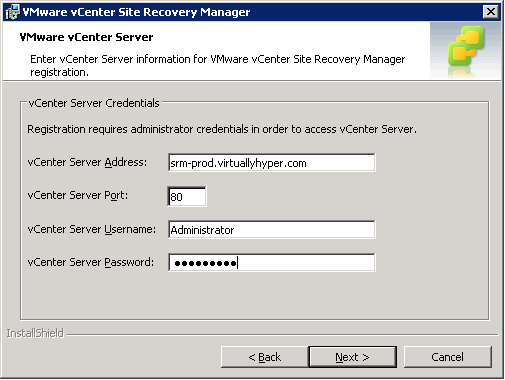 VMware vCenter Site Recovery Manager
VMware vCenter Server
Enter vCenter Server information for VMware vCenter Site Recovery Manager
registration.
vCenter Server Credentials
Registration requires administrator credentials in order to access vCenter Server.
vCenter Server Address: srm-prod.virtuallyhyper.com
vCenter Server Port: 80
vCenter Server Username: Administrator
vCenter Server Password: ●●●●●●●●●
InstallShield
< Back Next > Cancel